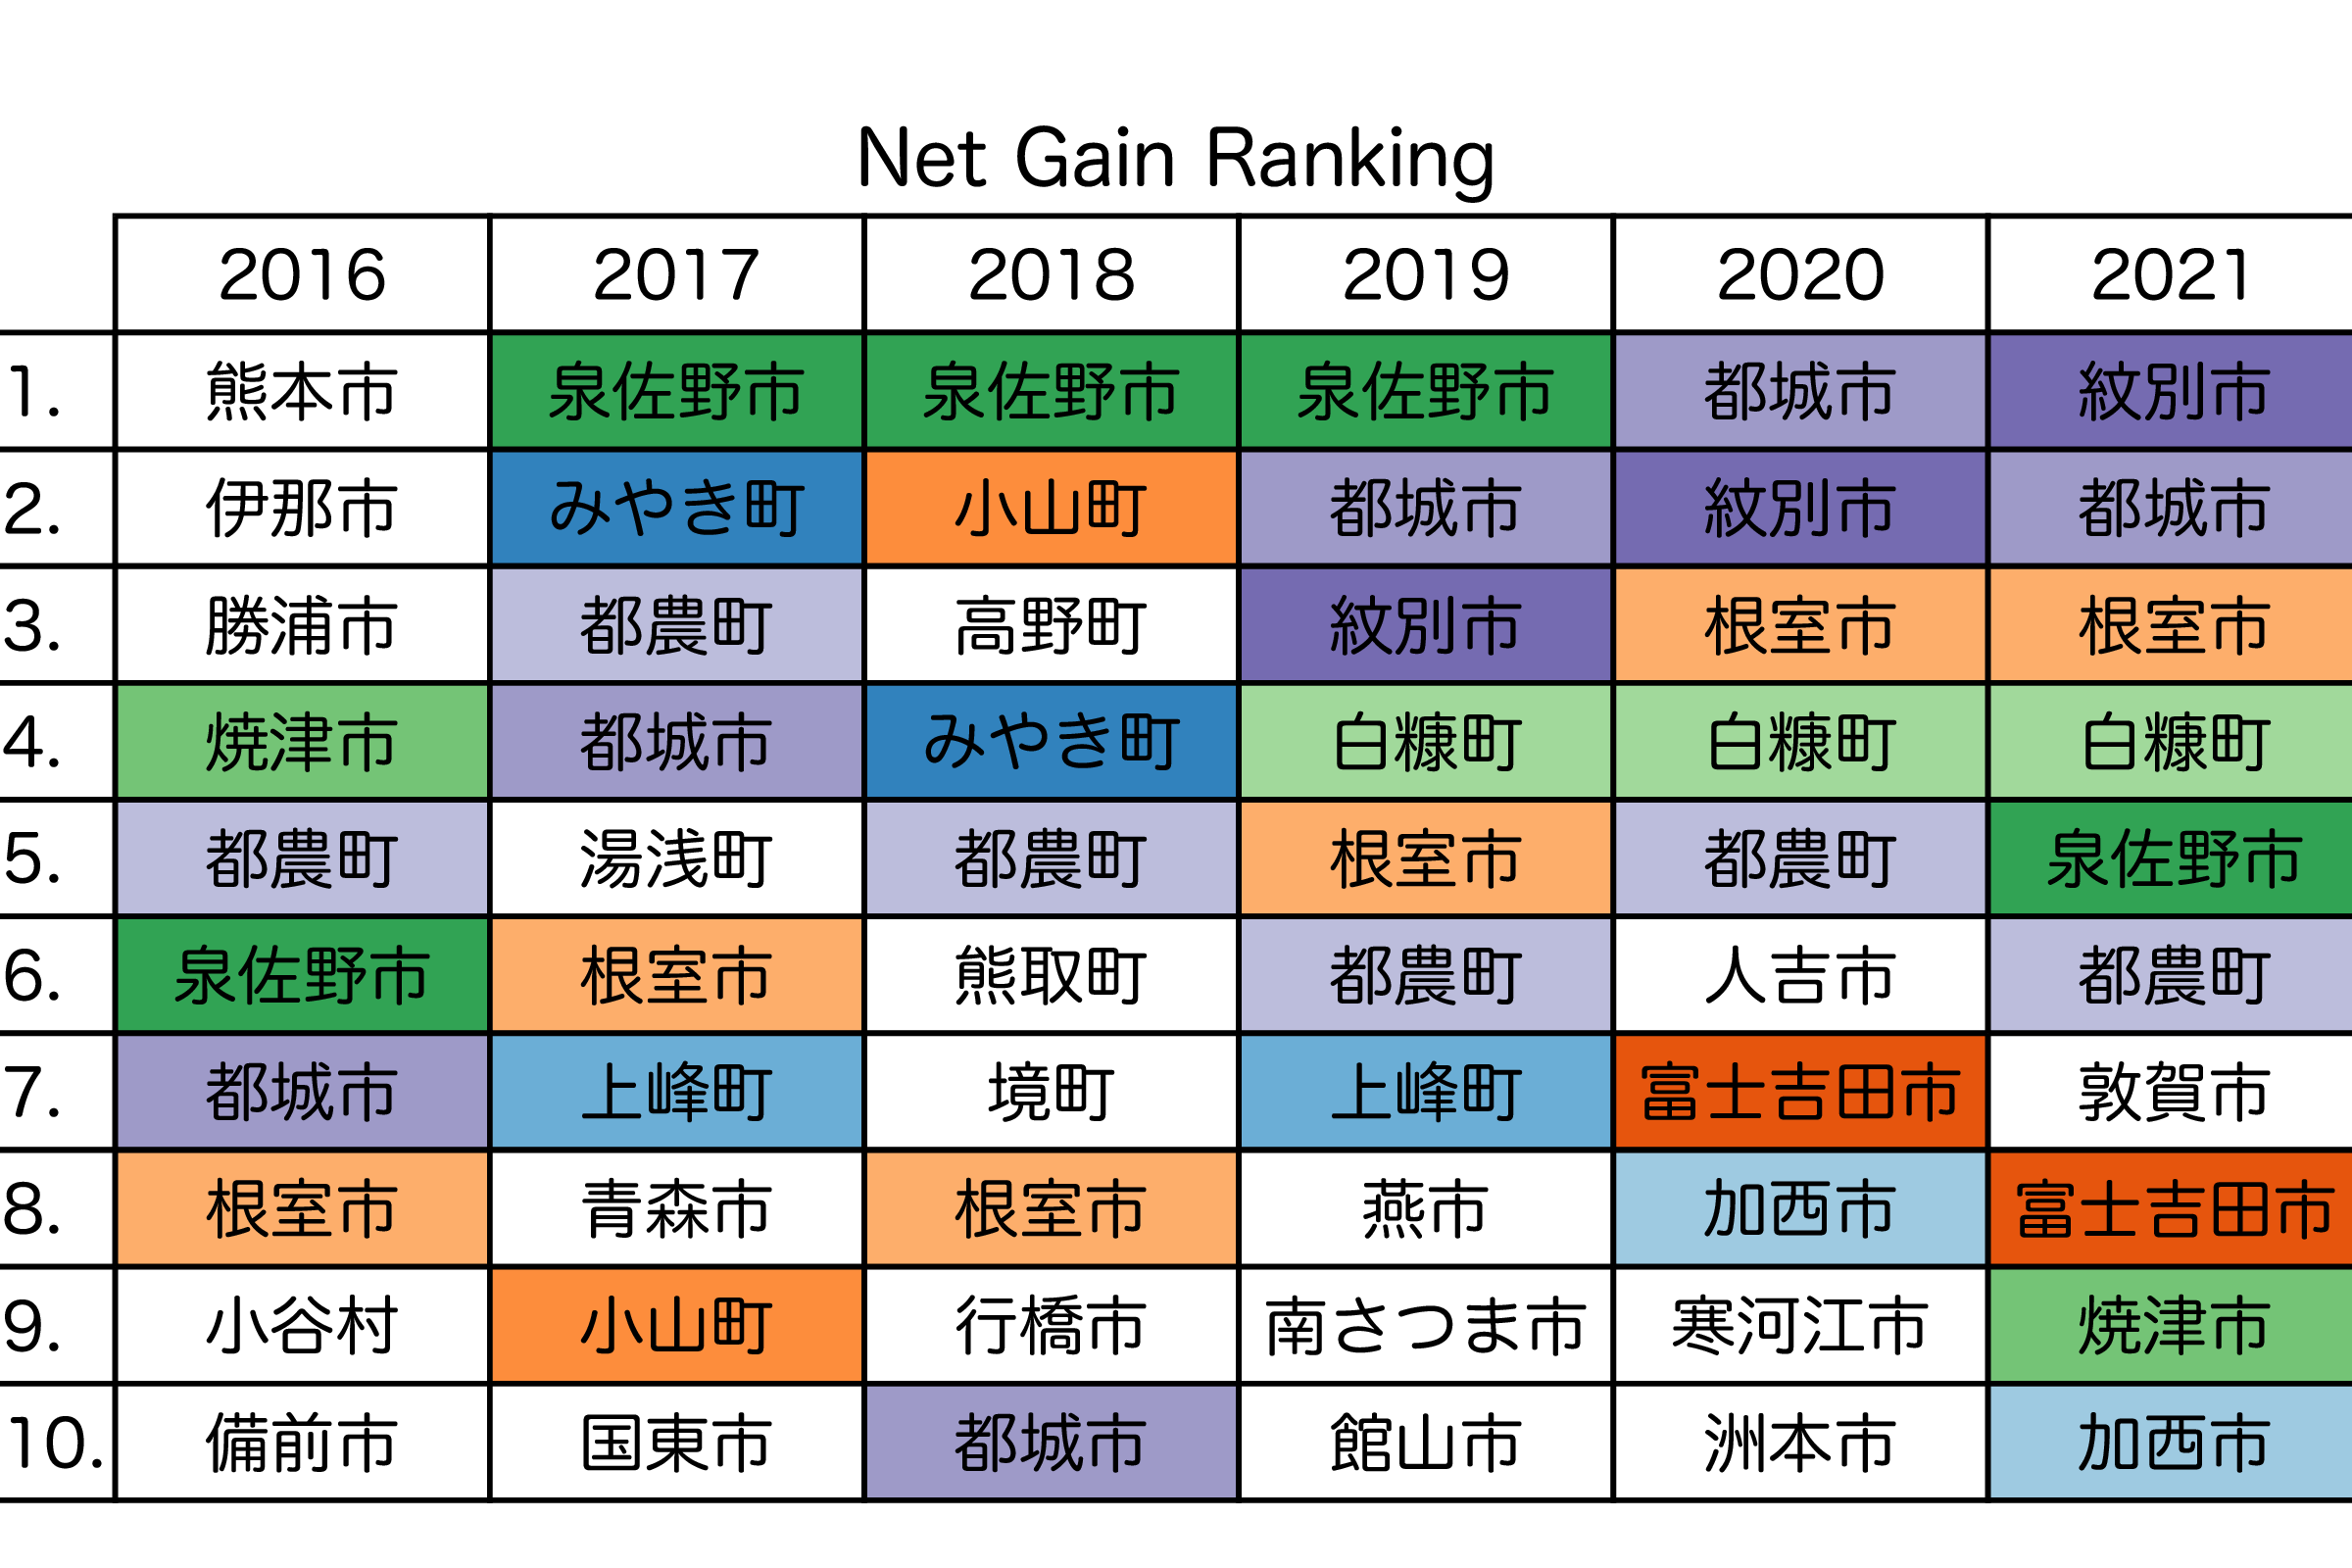 Net Gain Ranking
2016 2017 2018 2019 2020 2021
1. 熊本市 泉佐野市 泉佐野市 泉佐野市 都城市 紋別市
2. 伊那市 みやき町 小山町 都城市 紋別市 都城市
3. 勝浦市 都農町 高野町 紋別市 根室市 根室市
4. 焼津市 都城市 みやき町 白糠町 白糠町 白糠町
5. 都農町 湯浅町 都農町 根室市 都農町 泉佐野市
6. 泉佐野市 根室市 熊取町 都農町 人吉市 都農町
7. 都城市 上峰町 境町 上峰町 富士吉田市 敦賀市
8. 根室市 青森市 根室市 燕市 加西市 富士吉田市
9. 小谷村 小山町 行橋市 南さつま市 寒河江市 焼津市
10. 備前市 国東市 都城市 館山市 洲本市 加西市